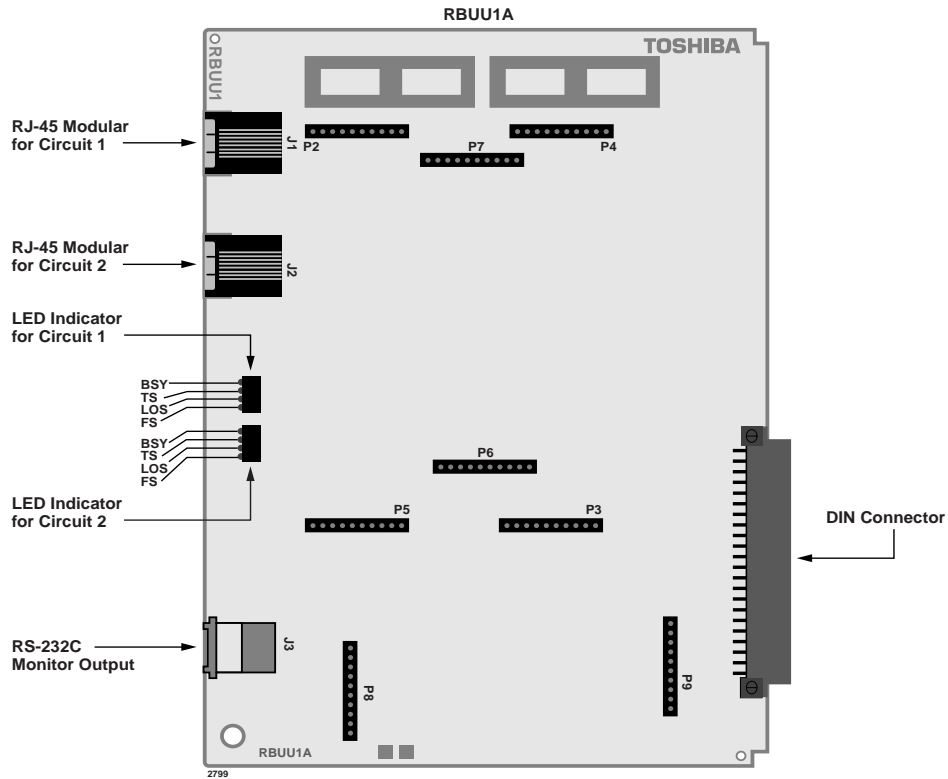 RBUU1A
RBUU1
TOSHIBA
RJ-45 Modular
for Circuit 1
J1
P2
P7
P4
RJ-45 Modular
for Circuit 2
J2
LED Indicator
for Circuit 1
BSY
TS
LOS
FS
BSY
TS
LOS
FS
LED Indicator
for Circuit 2
P6
P5
P3
DIN Connector
RS-232C
Monitor Output
J3
P8
P9
RBUU1A
2799